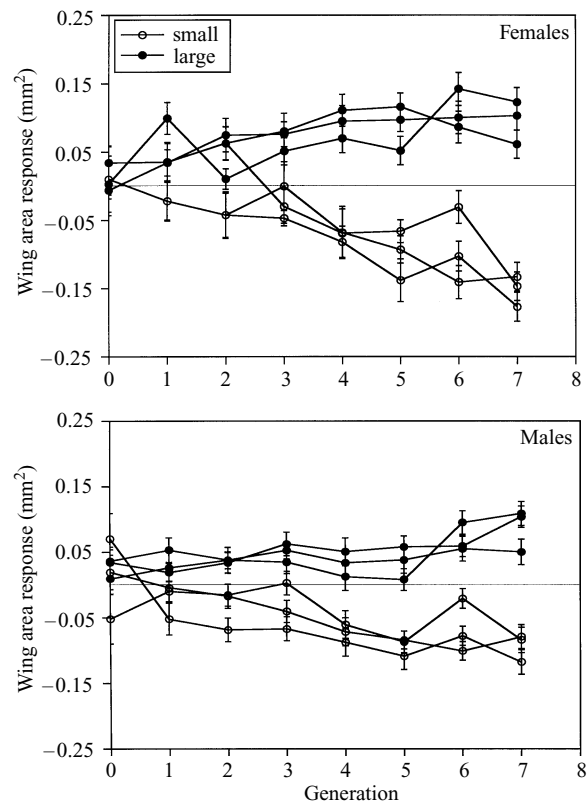 0.25
small
large
Females
0.15
0.05
−0.05
−0.15
−0.25
Wing area response (mm²)
0 1 2 3 4 5 6 7 8
0.25
Males
0.15
0.05
−0.05
−0.15
−0.25
Wing area response (mm²)
0 1 2 3 4 5 6 7 8
Generation